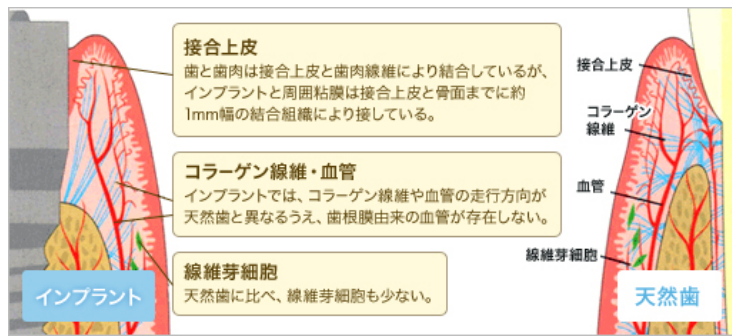 接合上皮
歯と歯肉は接合上皮と歯肉線維により結合しているが、
インプラントと周囲粘膜は接合上皮と骨面までに約
1mm幅の結合組織により接している。
コラーゲン線維・血管
インプラントでは、コラーゲン線維や血管の走行方向が
天然歯と異なるうえ、歯根膜由来の血管が存在しない。
線維芽細胞
天然歯に比べ、線維芽細胞も少ない。
インプラント
接合上皮
コラーゲン
線維
血管
線維芽細胞
天然歯